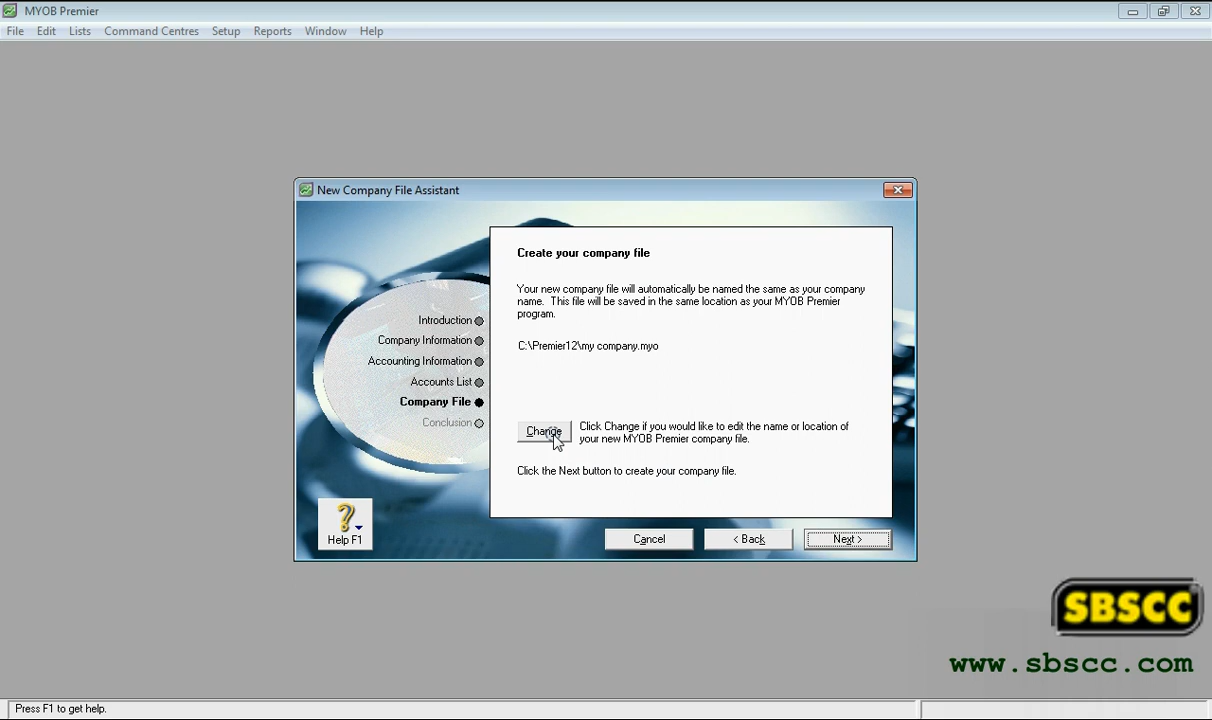 MYOB Premier
File Edit Lists Command Centres Setup Reports Window Help
New Company File Assistant
Create your company file
Your new company file will automatically be named the same as your company
name. This file will be saved in the same location as your MYOB Premier
program.
C:\Premier12\my company.myo
Introduction
Company Information
Accounting Information
Accounts List
Company File
Conclusion
Change
Click Change if you would like to edit the name or location of
your new MYOB Premier company file.
Click the Next button to create your company file.
?
Help F1
Cancel
< Back
Next >
SBSCC
www.sbscc.com
Press F1 to get help.